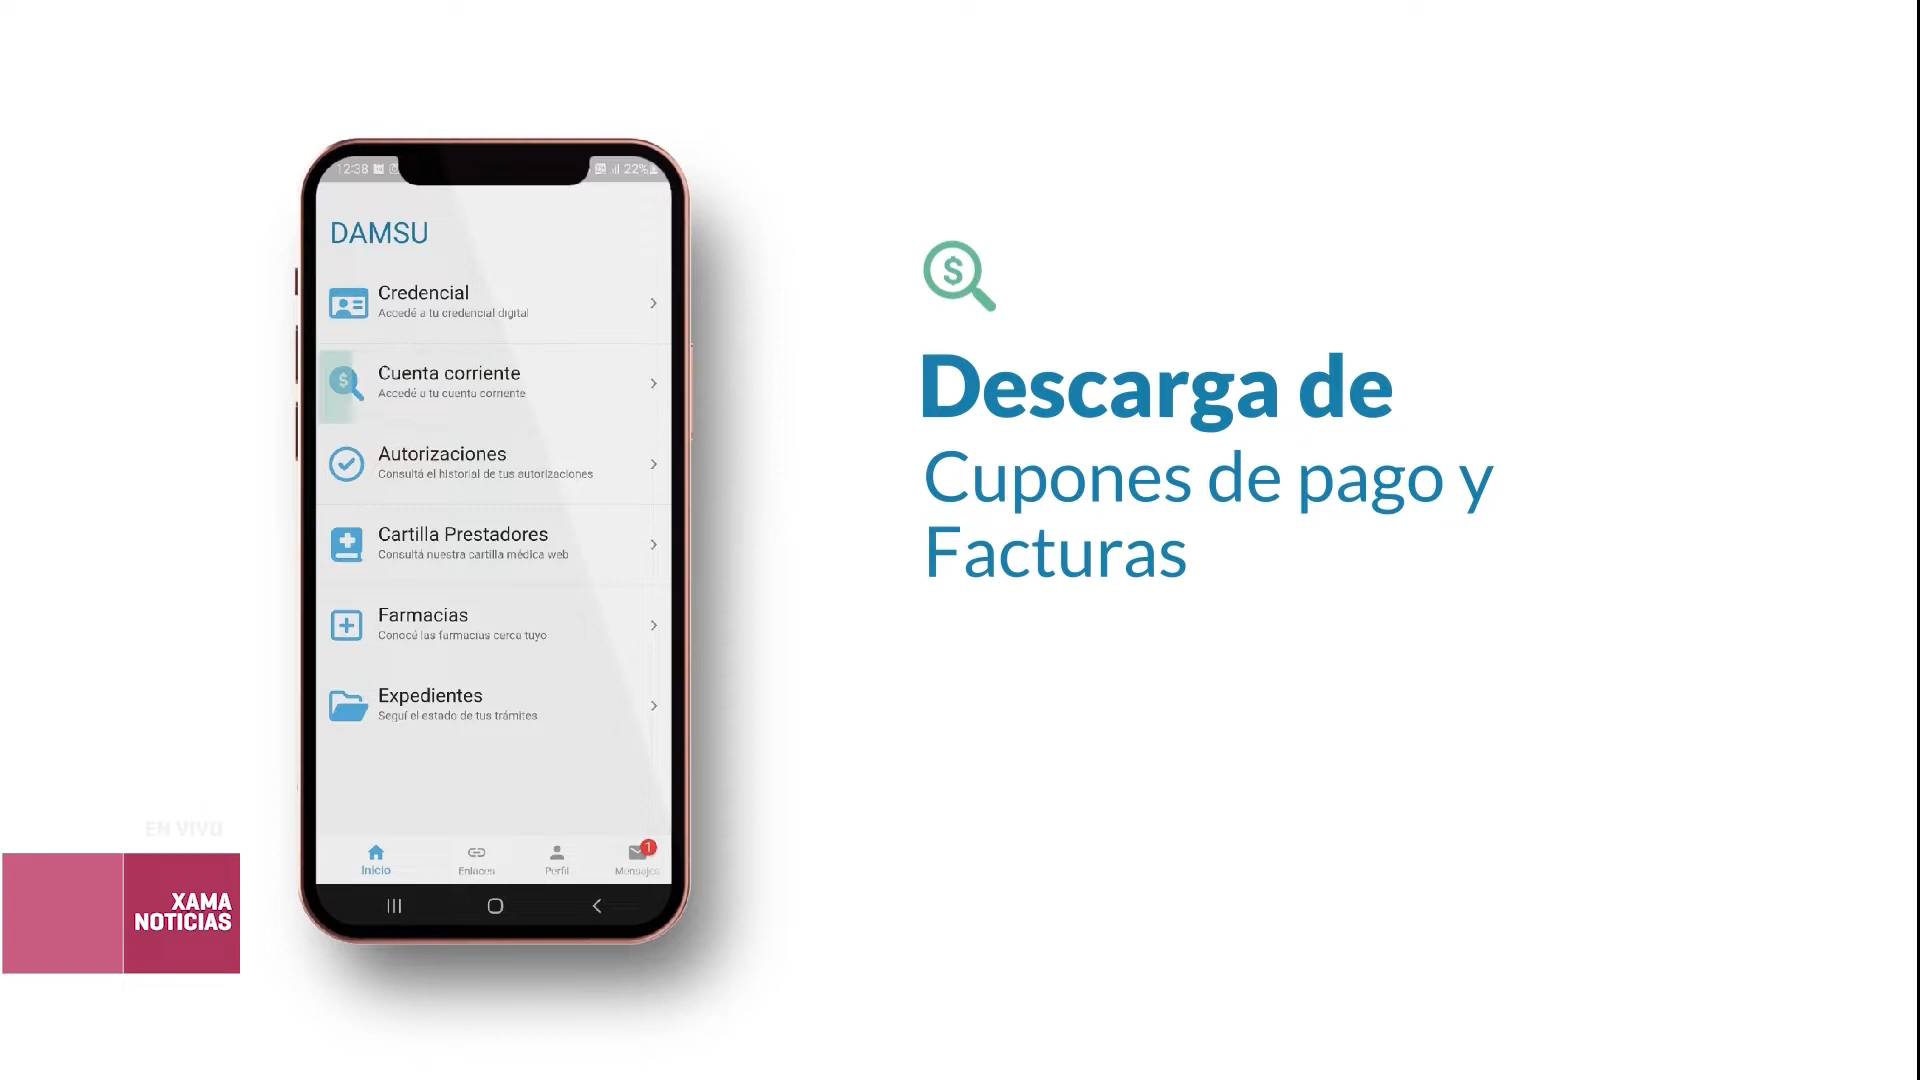 12:38
22%
DAMSU
Credencial
Accedé a tu credencial digital
Cuenta corriente
Accedé a tu cuenta corriente
Autorizaciones
Consultá el historial de tus autorizaciones
Cartilla Prestadores
Consultá nuestra cartilla médica web
Farmacias
Conocé las farmacias cerca tuyo
Expedientes
Seguí el estado de tus trámites
1
Inicio
Enlaces
Perfil
Mensajes
$
Descarga de
Cupones de pago y
Facturas
EN VIVO
XAMA
NOTICIAS